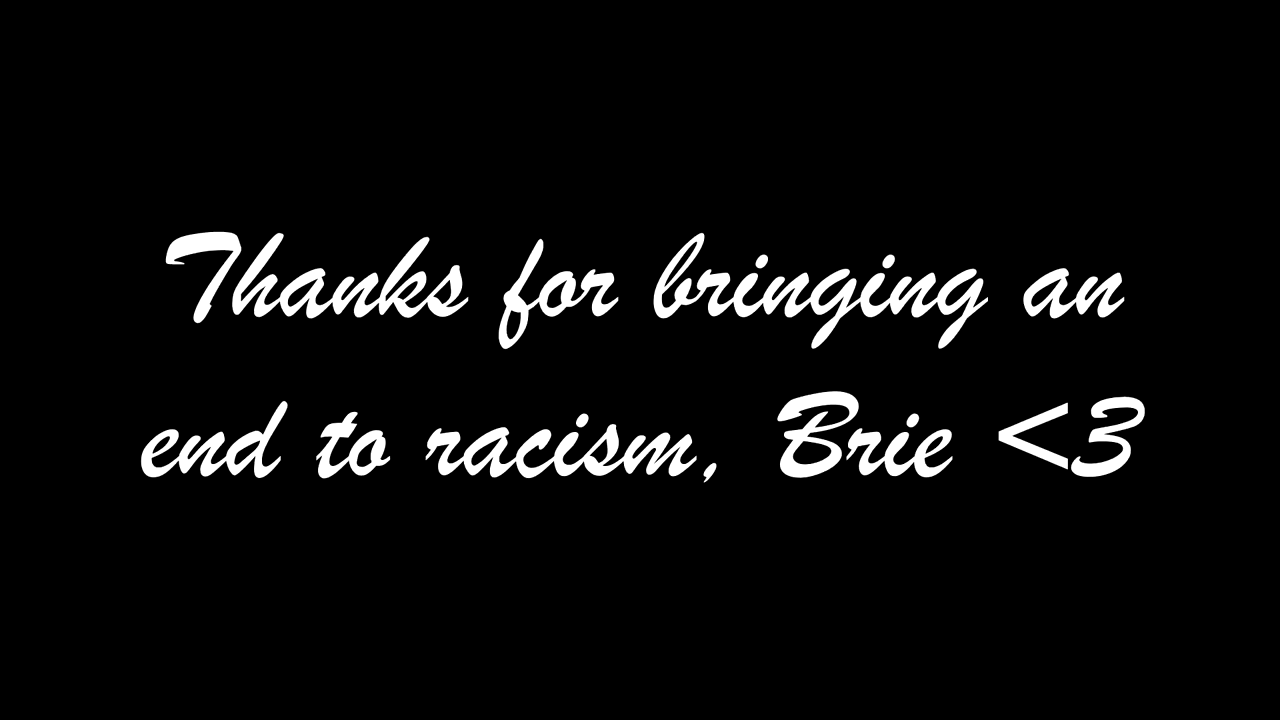 Thanks for bringing an
end to racism, Brie <3